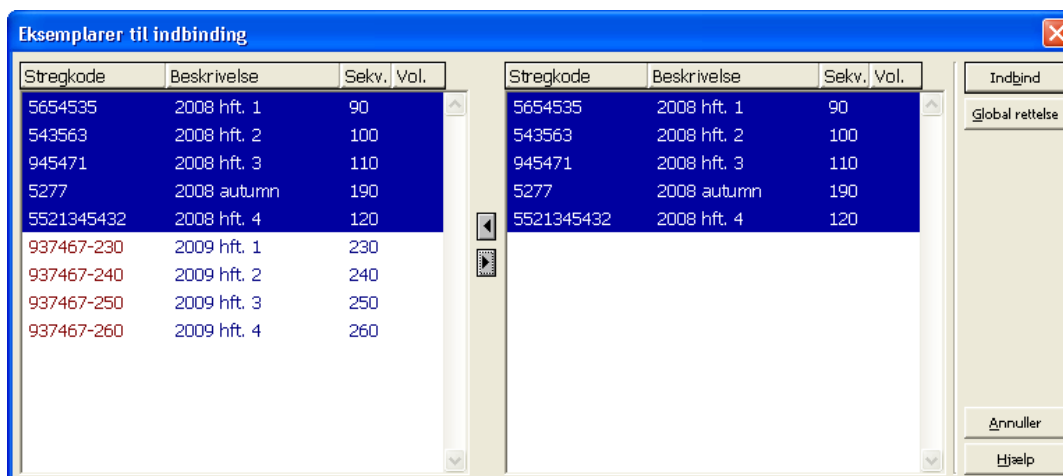 Eksemplarer til indbinding
Stregkode Beskrivelse Sekv. Vol. Stregkode Beskrivelse Sekv. Vol. Indbind
5654535 2008 hft. 1 90 5654535 2008 hft. 1 90 Global rettelse
543563 2008 hft. 2 100 543563 2008 hft. 2 100
945471 2008 hft. 3 110 945471 2008 hft. 3 110
5277 2008 autumn 190 5277 2008 autumn 190
5521345432 2008 hft. 4 120 5521345432 2008 hft. 4 120
937467-230 2009 hft. 1 230
937467-240 2009 hft. 2 240
937467-250 2009 hft. 3 250
937467-260 2009 hft. 4 260
Annuller
Hjælp